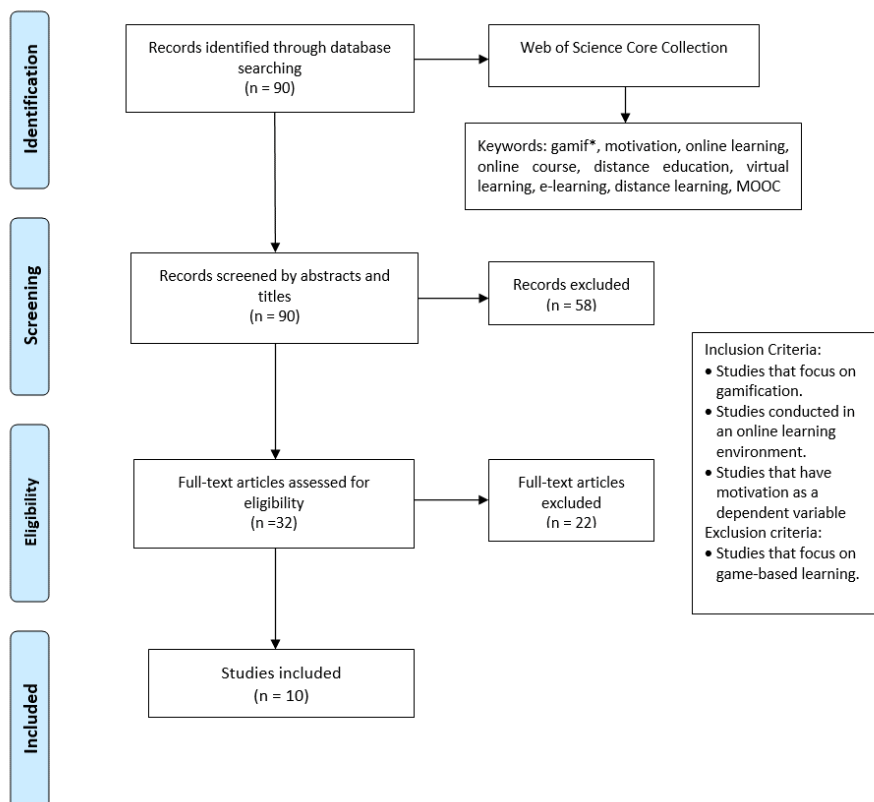 Identification
Records identified through database
searching
(n = 90)
Web of Science Core Collection
Keywords: gamif*, motivation, online learning,
online course, distance education, virtual
learning, e-learning, distance learning, MOOC
Screening
Records screened by abstracts and
titles
(n = 90)
Records excluded
(n = 58)
Inclusion Criteria:
• Studies that focus on
gamification.
• Studies conducted in
an online learning
environment.
• Studies that have
motivation as a
dependent variable
Exclusion criteria:
• Studies that focus on
game-based learning.
Eligibility
Full-text articles assessed for
eligibility
(n =32)
Full-text articles
excluded
(n = 22)
Included
Studies included
(n = 10)